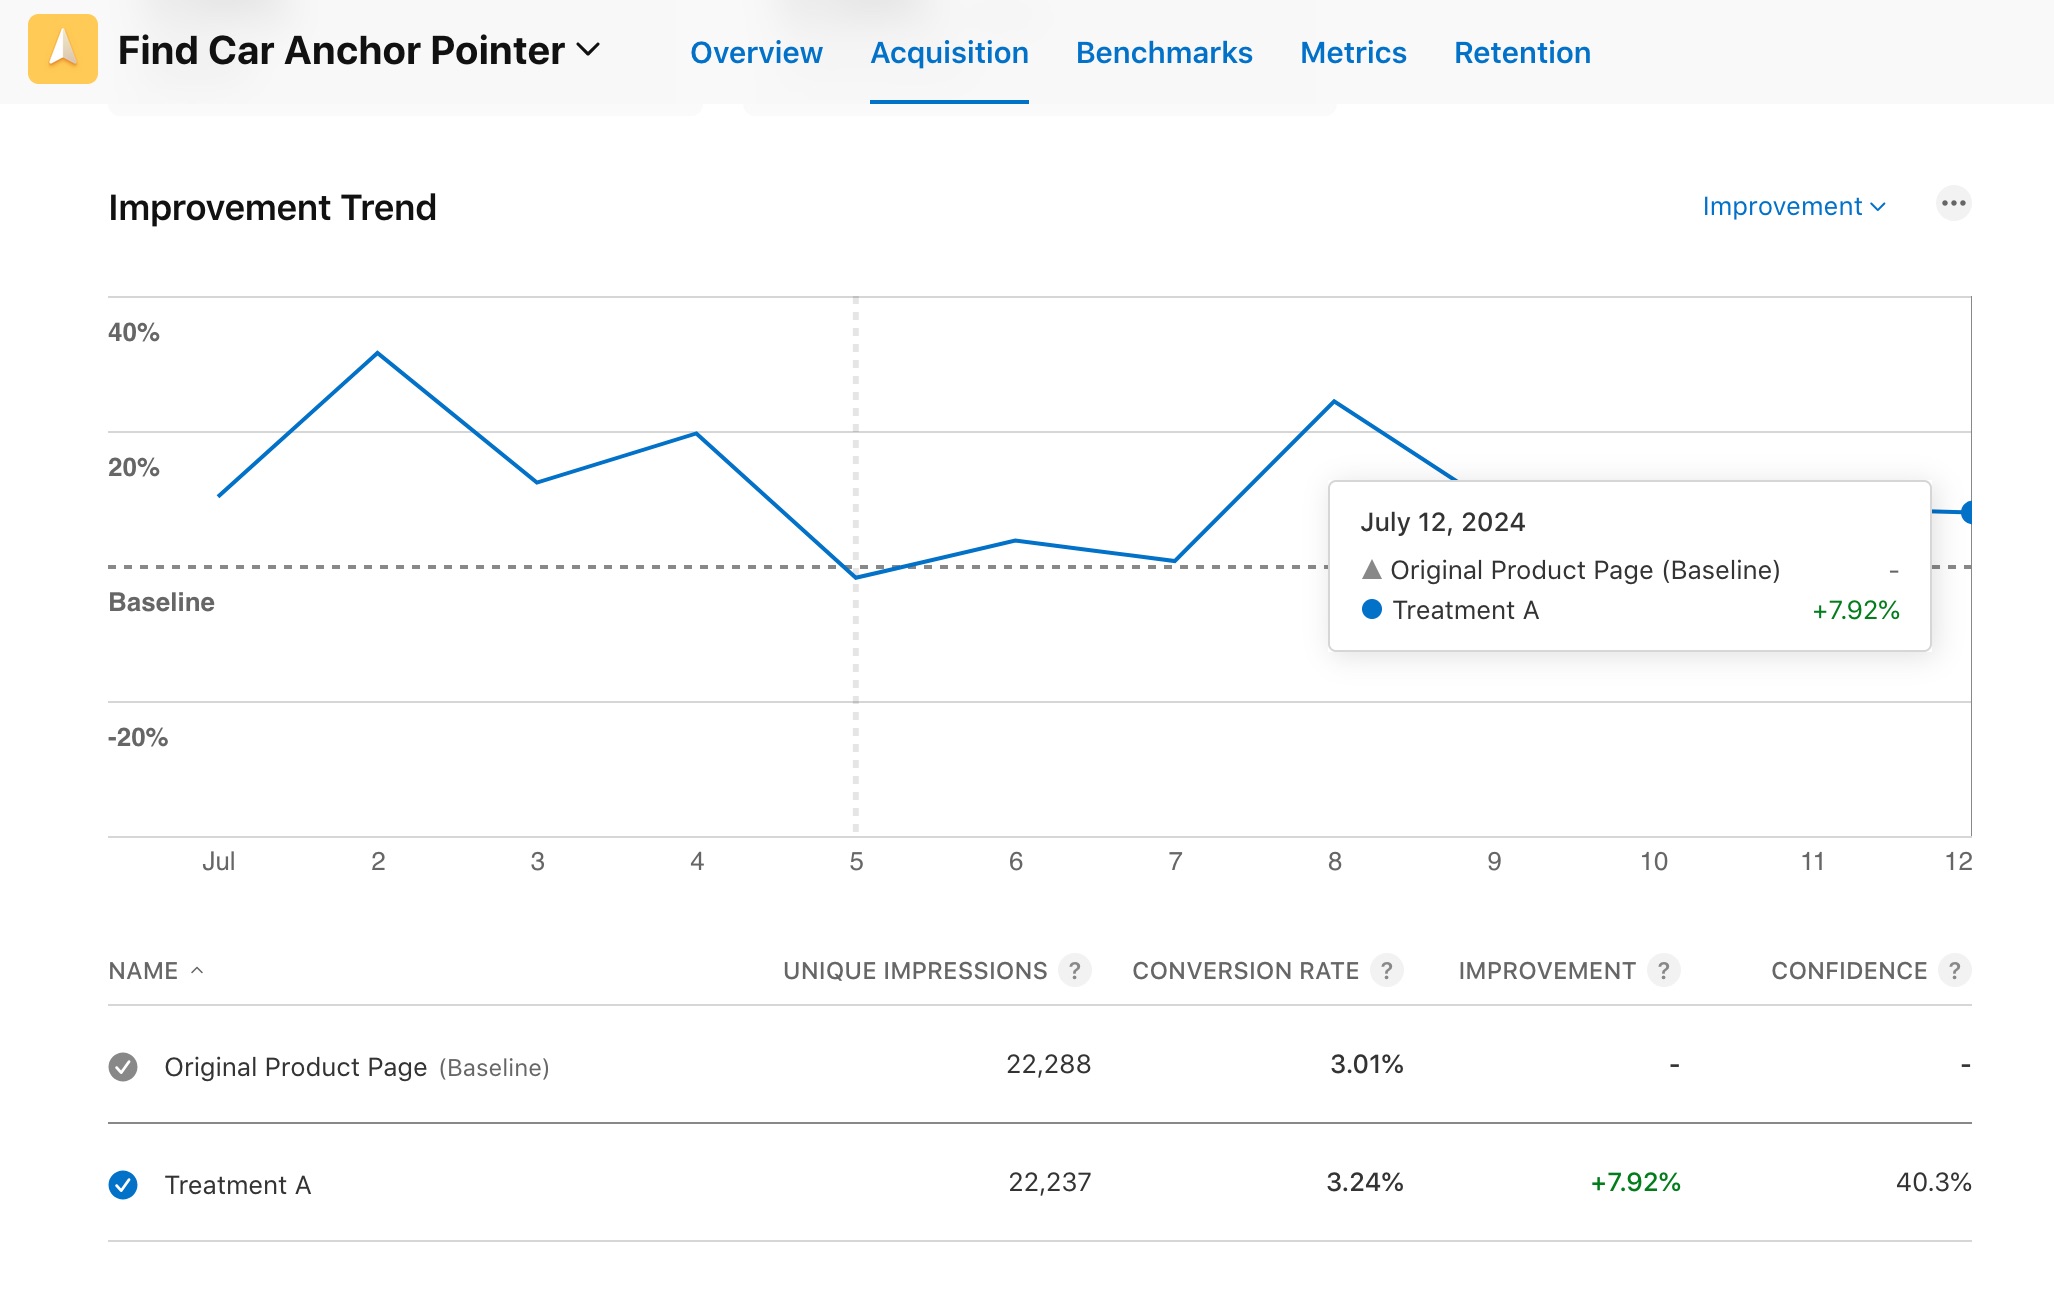 Find Car Anchor Pointer
Overview Acquisition Benchmarks Metrics Retention
Improvement Trend
Improvement
40%
20%
Baseline
-20%
July 12, 2024
Original Product Page (Baseline) -
Treatment A +7.92%
Jul 2 3 4 5 6 7 8 9 10 11 12
NAME UNIQUE IMPRESSIONS ? CONVERSION RATE ? IMPROVEMENT ? CONFIDENCE ?
Original Product Page (Baseline) 22,288 3.01% - -
Treatment A 22,237 3.24% +7.92% 40.3%